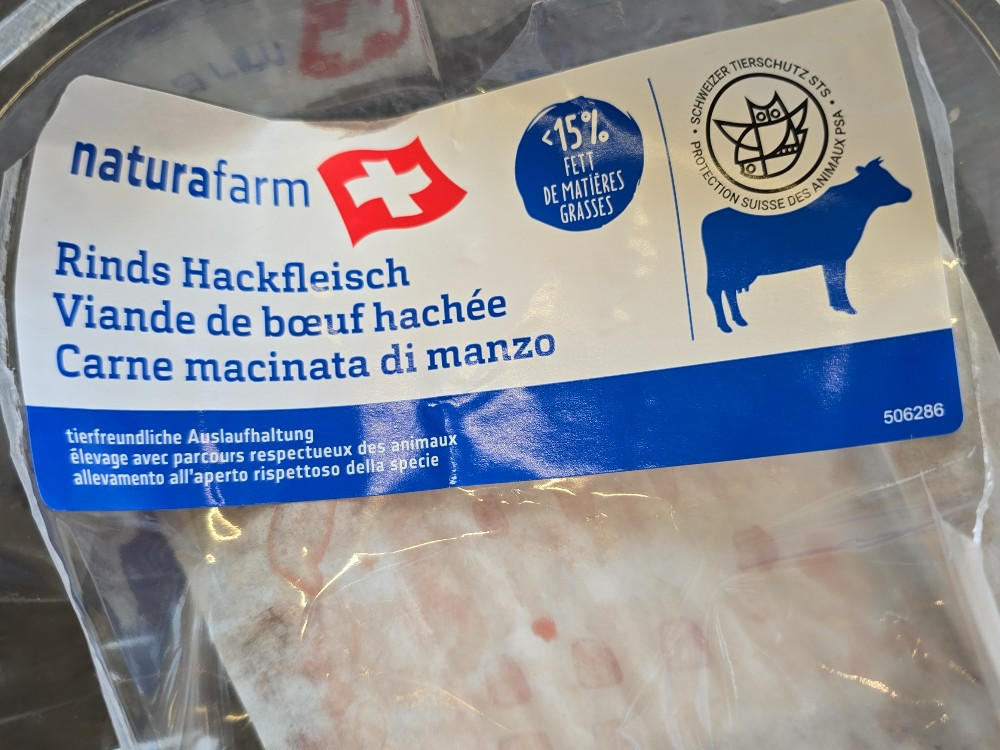 naturafarm
<15%
FETT
DE MATIÈRES
GRASSES
• SCHWEIZER TIERSCHUTZ STS •
PROTECTION SUISSE DES ANIMAUX PSA
Rinds Hackfleisch
Viande de bœuf hachée
Carne macinata di manzo
tierfreundliche Auslaufhaltung
élevage avec parcours respectueux des animaux
allevamento all'aperto rispettoso della specie
506286